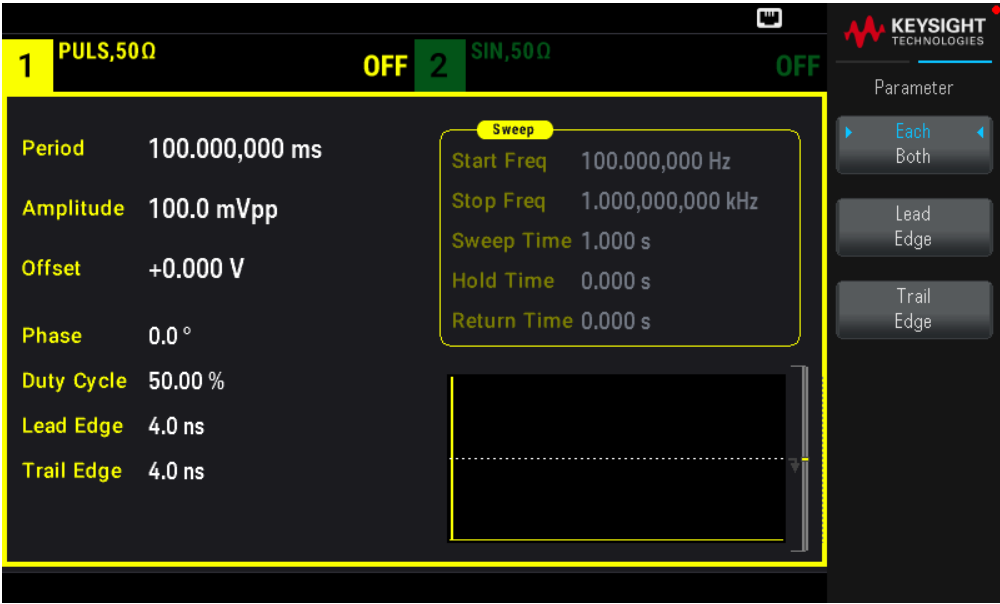 KEYSIGHT
TECHNOLOGIES
1 PULS,50Ω OFF
2 SIN,50Ω OFF
Parameter
Each
Both
Lead
Edge
Trail
Edge
Period 100.000,000 ms
Amplitude 100.0 mVpp
Offset +0.000 V
Phase 0.0 °
Duty Cycle 50.00 %
Lead Edge 4.0 ns
Trail Edge 4.0 ns
Sweep
Start Freq 100.000,000 Hz
Stop Freq 1.000,000,000 kHz
Sweep Time 1.000 s
Hold Time 0.000 s
Return Time 0.000 s